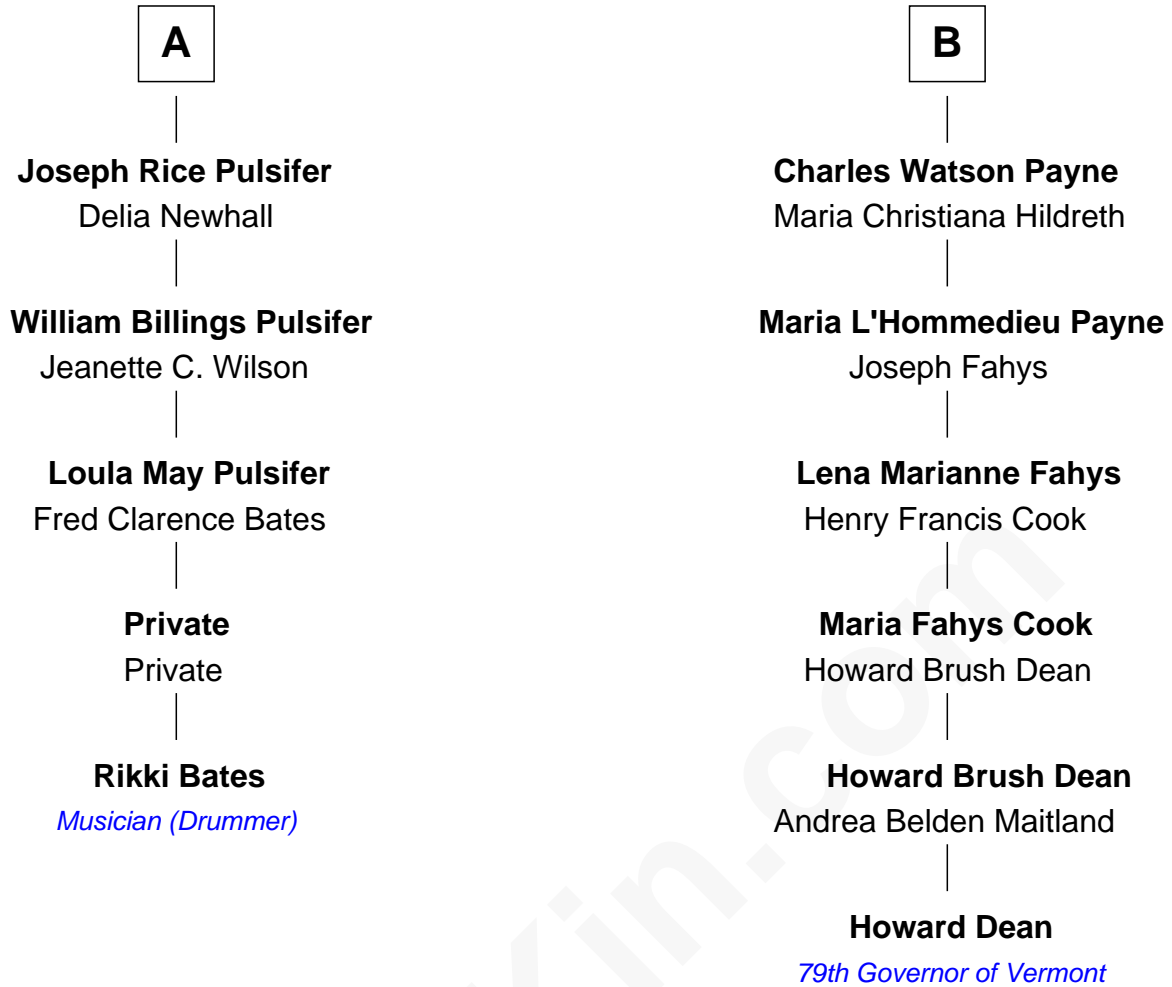 A
Joseph Rice Pulsifer
Delia Newhall
William Billings Pulsifer
Jeanette C. Wilson
Loula May Pulsifer
Fred Clarence Bates
Private
Private
Rikki Bates
Musician (Drummer)
B
Charles Watson Payne
Maria Christiana Hildreth
Maria L'Hommedieu Payne
Joseph Fahys
Lena Marianne Fahys
Henry Francis Cook
Maria Fahys Cook
Howard Brush Dean
Howard Brush Dean
Andrea Belden Maitland
Howard Dean
79th Governor of Vermont
Kin.com